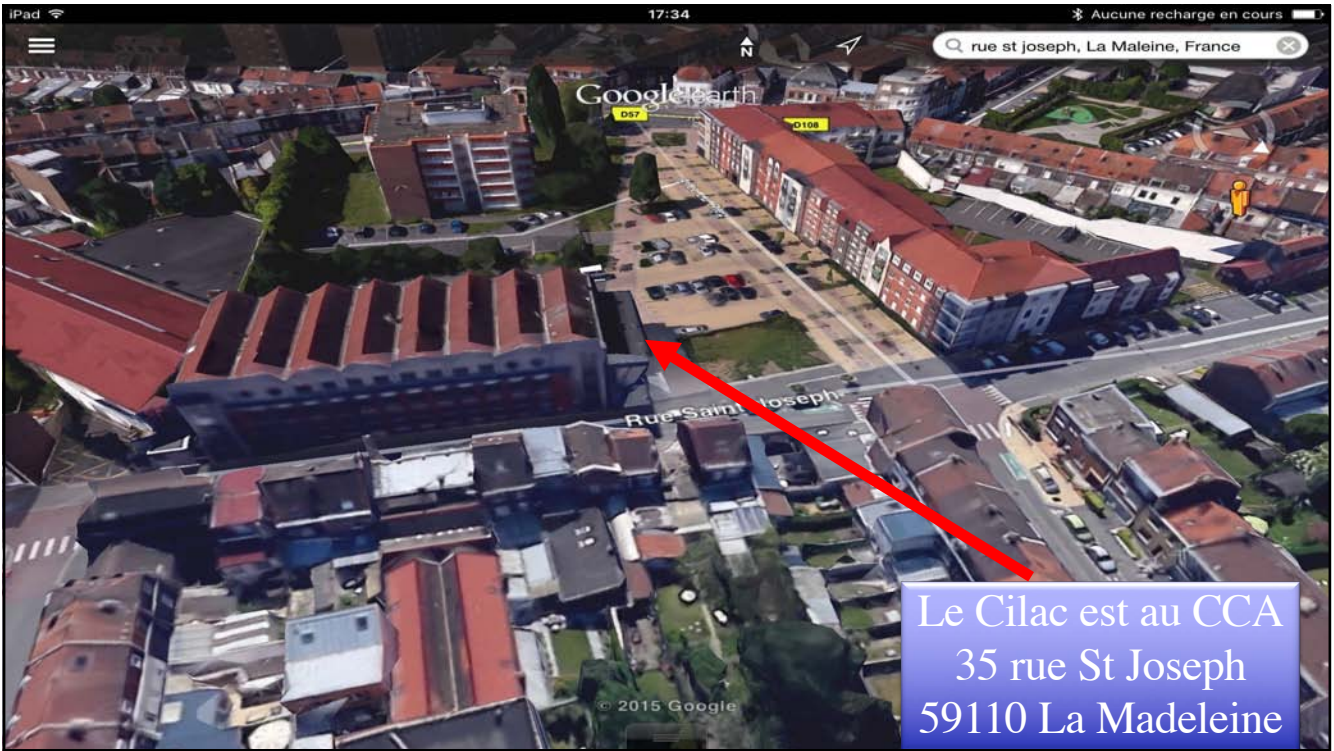 iPad
17:34
Aucune recharge en cours
N
rue st joseph, La Maleine, France
Google earth
D57
D108
Rue Saint-Joseph
© 2015 Google
Le Cilac est au CCA
35 rue St Joseph
59110 La Madeleine